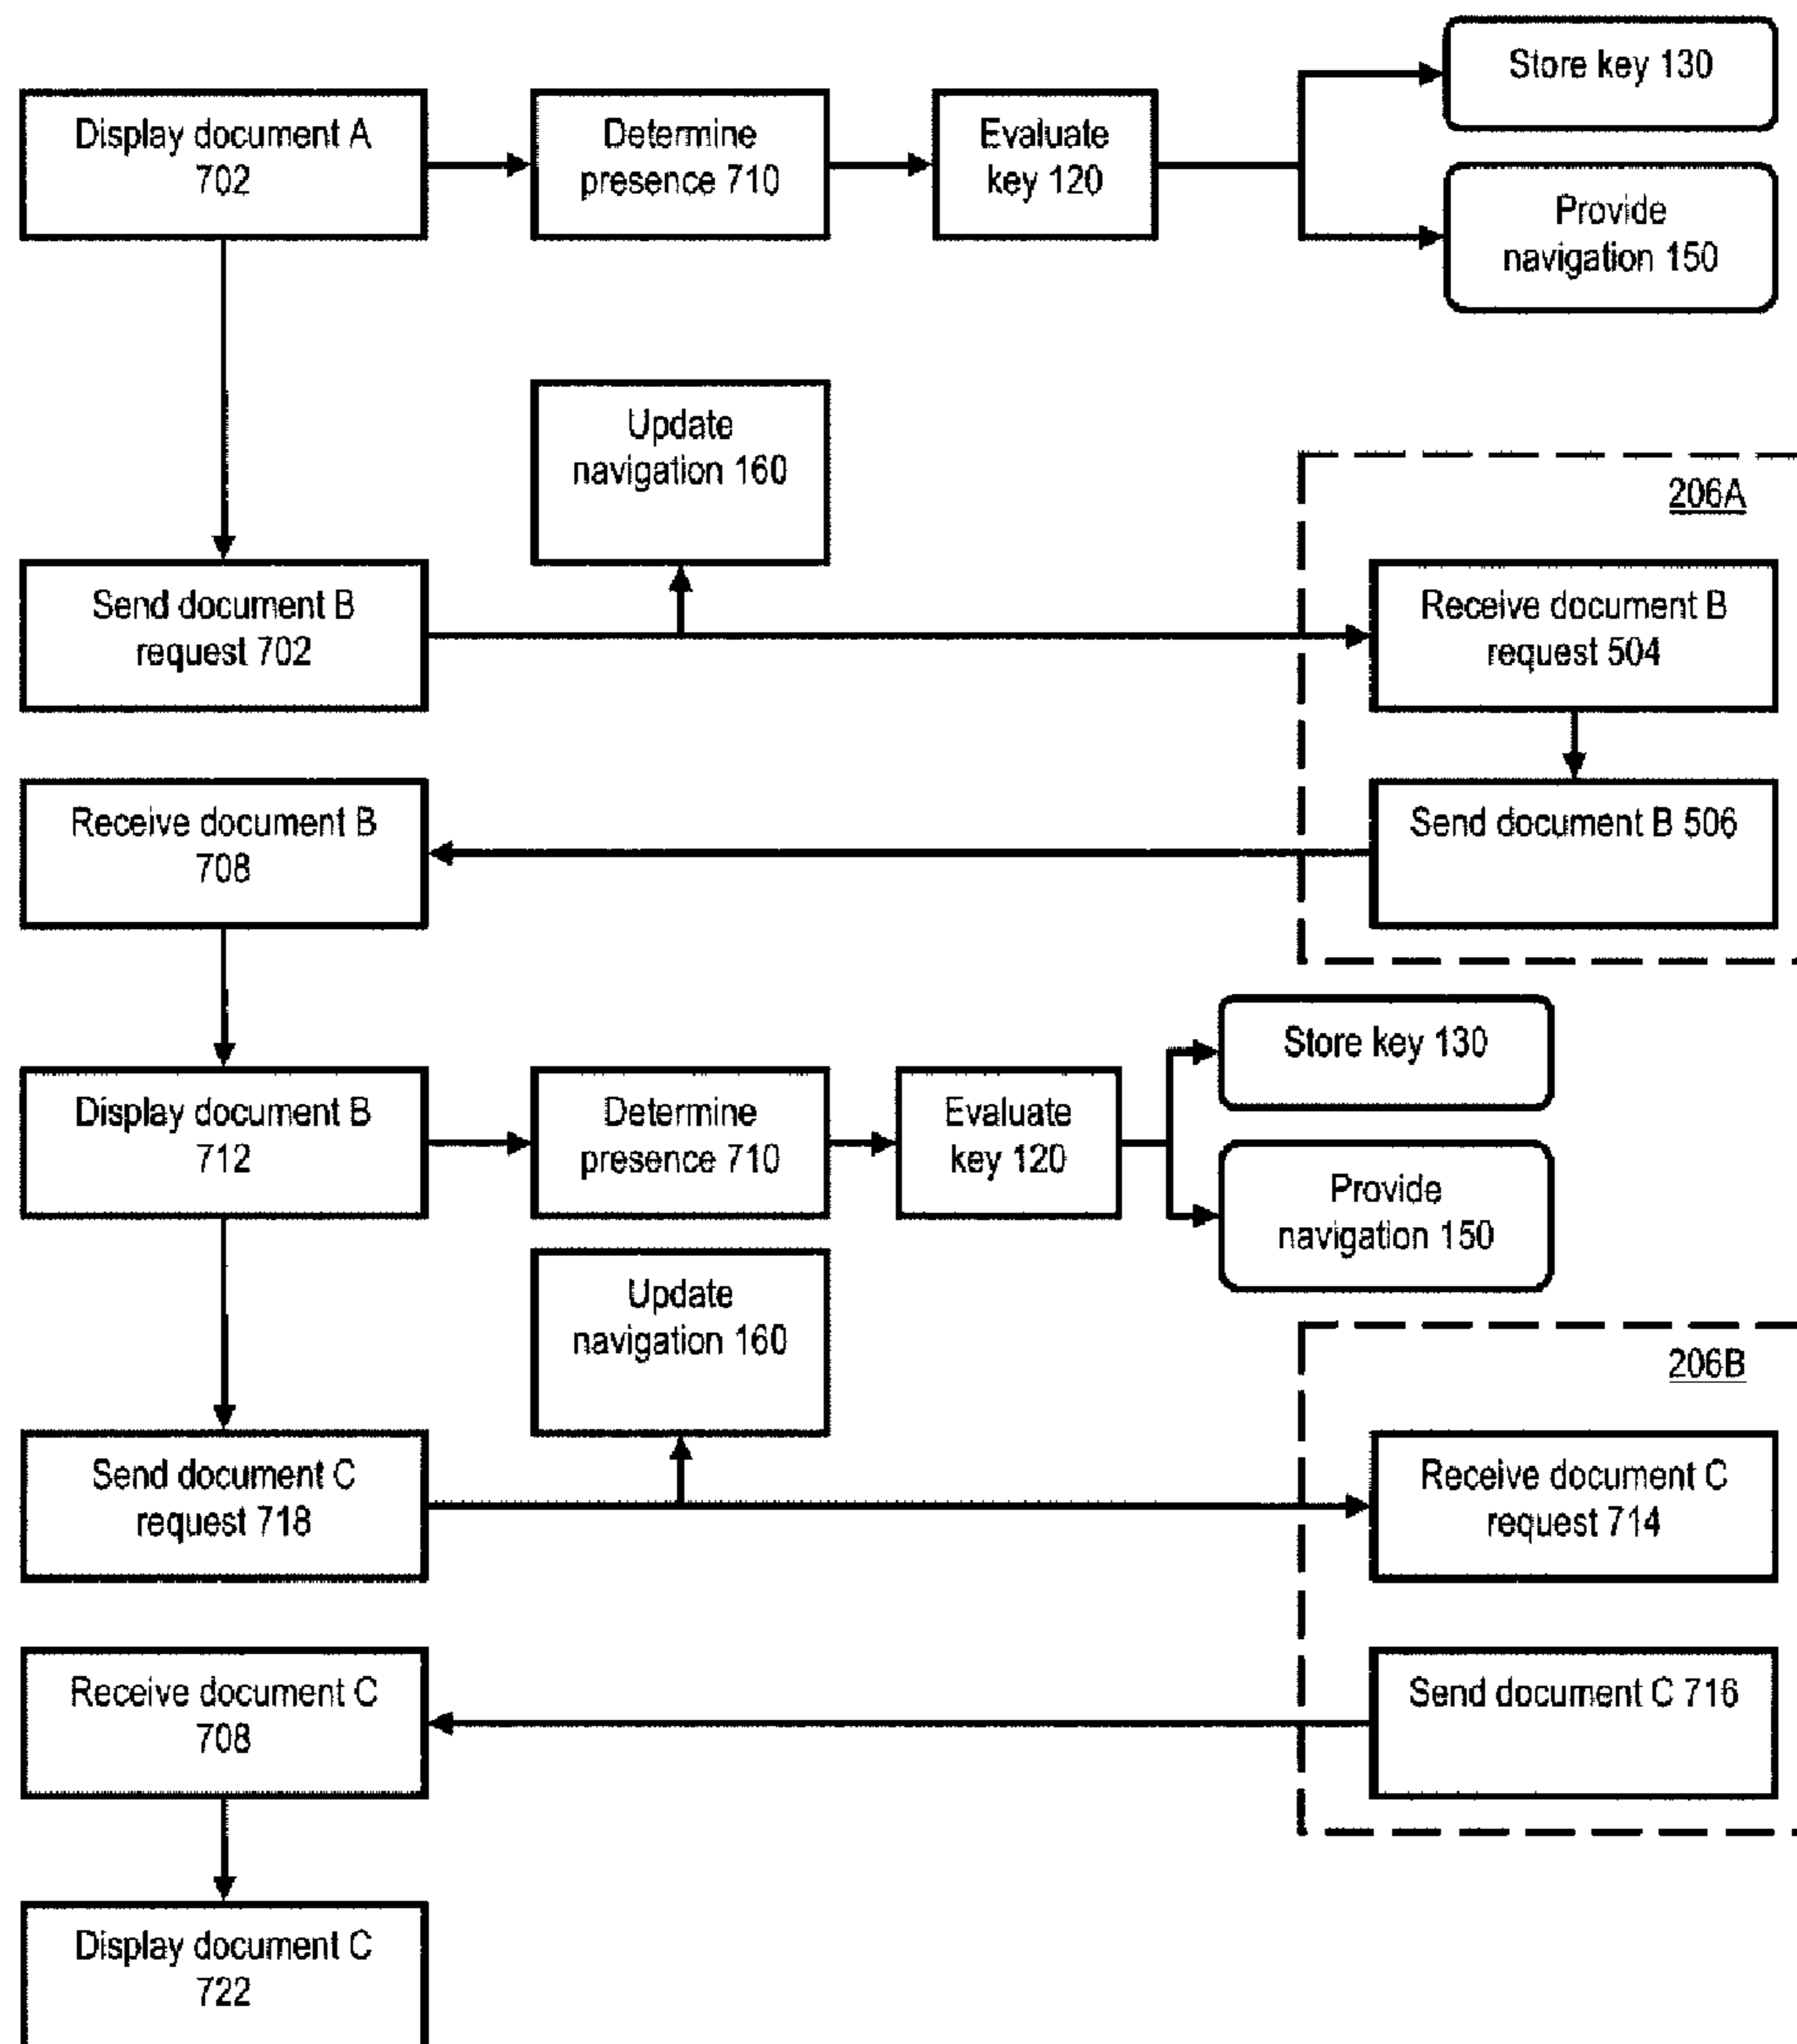 Store key 130
Display document A
702
Determine
presence 710
Evaluate
key 120
Provide
navigation 150
Update
navigation 160
206A
Send document B
request 702
Receive document B
request 504
Receive document B
708
Send document B 506
Store key 130
Display document B
712
Determine
presence 710
Evaluate
key 120
Provide
navigation 150
Update
navigation 160
206B
Send document C
request 718
Receive document C
request 714
Receive document C
708
Send document C 716
Display document C
722